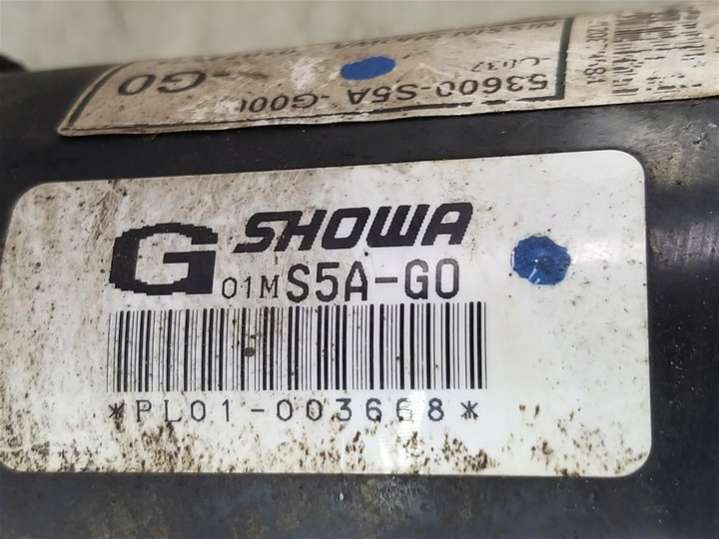 -G0
53600-S5A -G00
G SHOWA
01M S5A-G0
*PL01-003668*